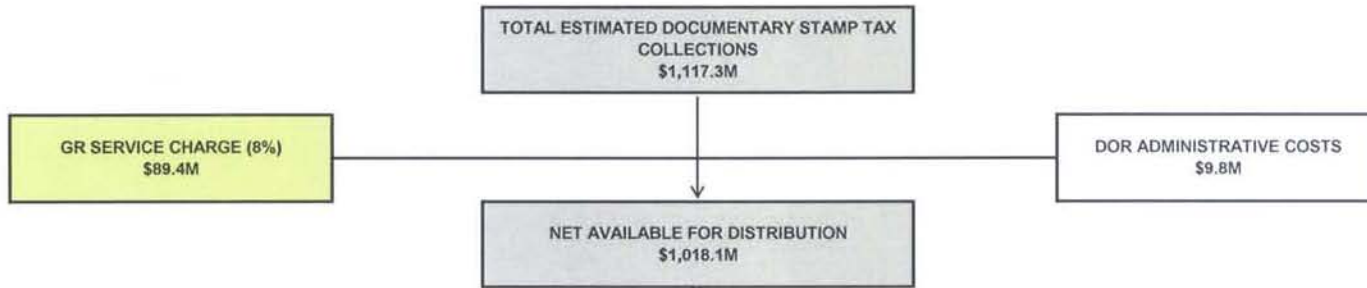 TOTAL ESTIMATED DOCUMENTARY STAMP TAX
COLLECTIONS
$1,117.3M
GR SERVICE CHARGE (8%)
$89.4M
DOR ADMINISTRATIVE COSTS
$9.8M
NET AVAILABLE FOR DISTRIBUTION
$1,018.1M